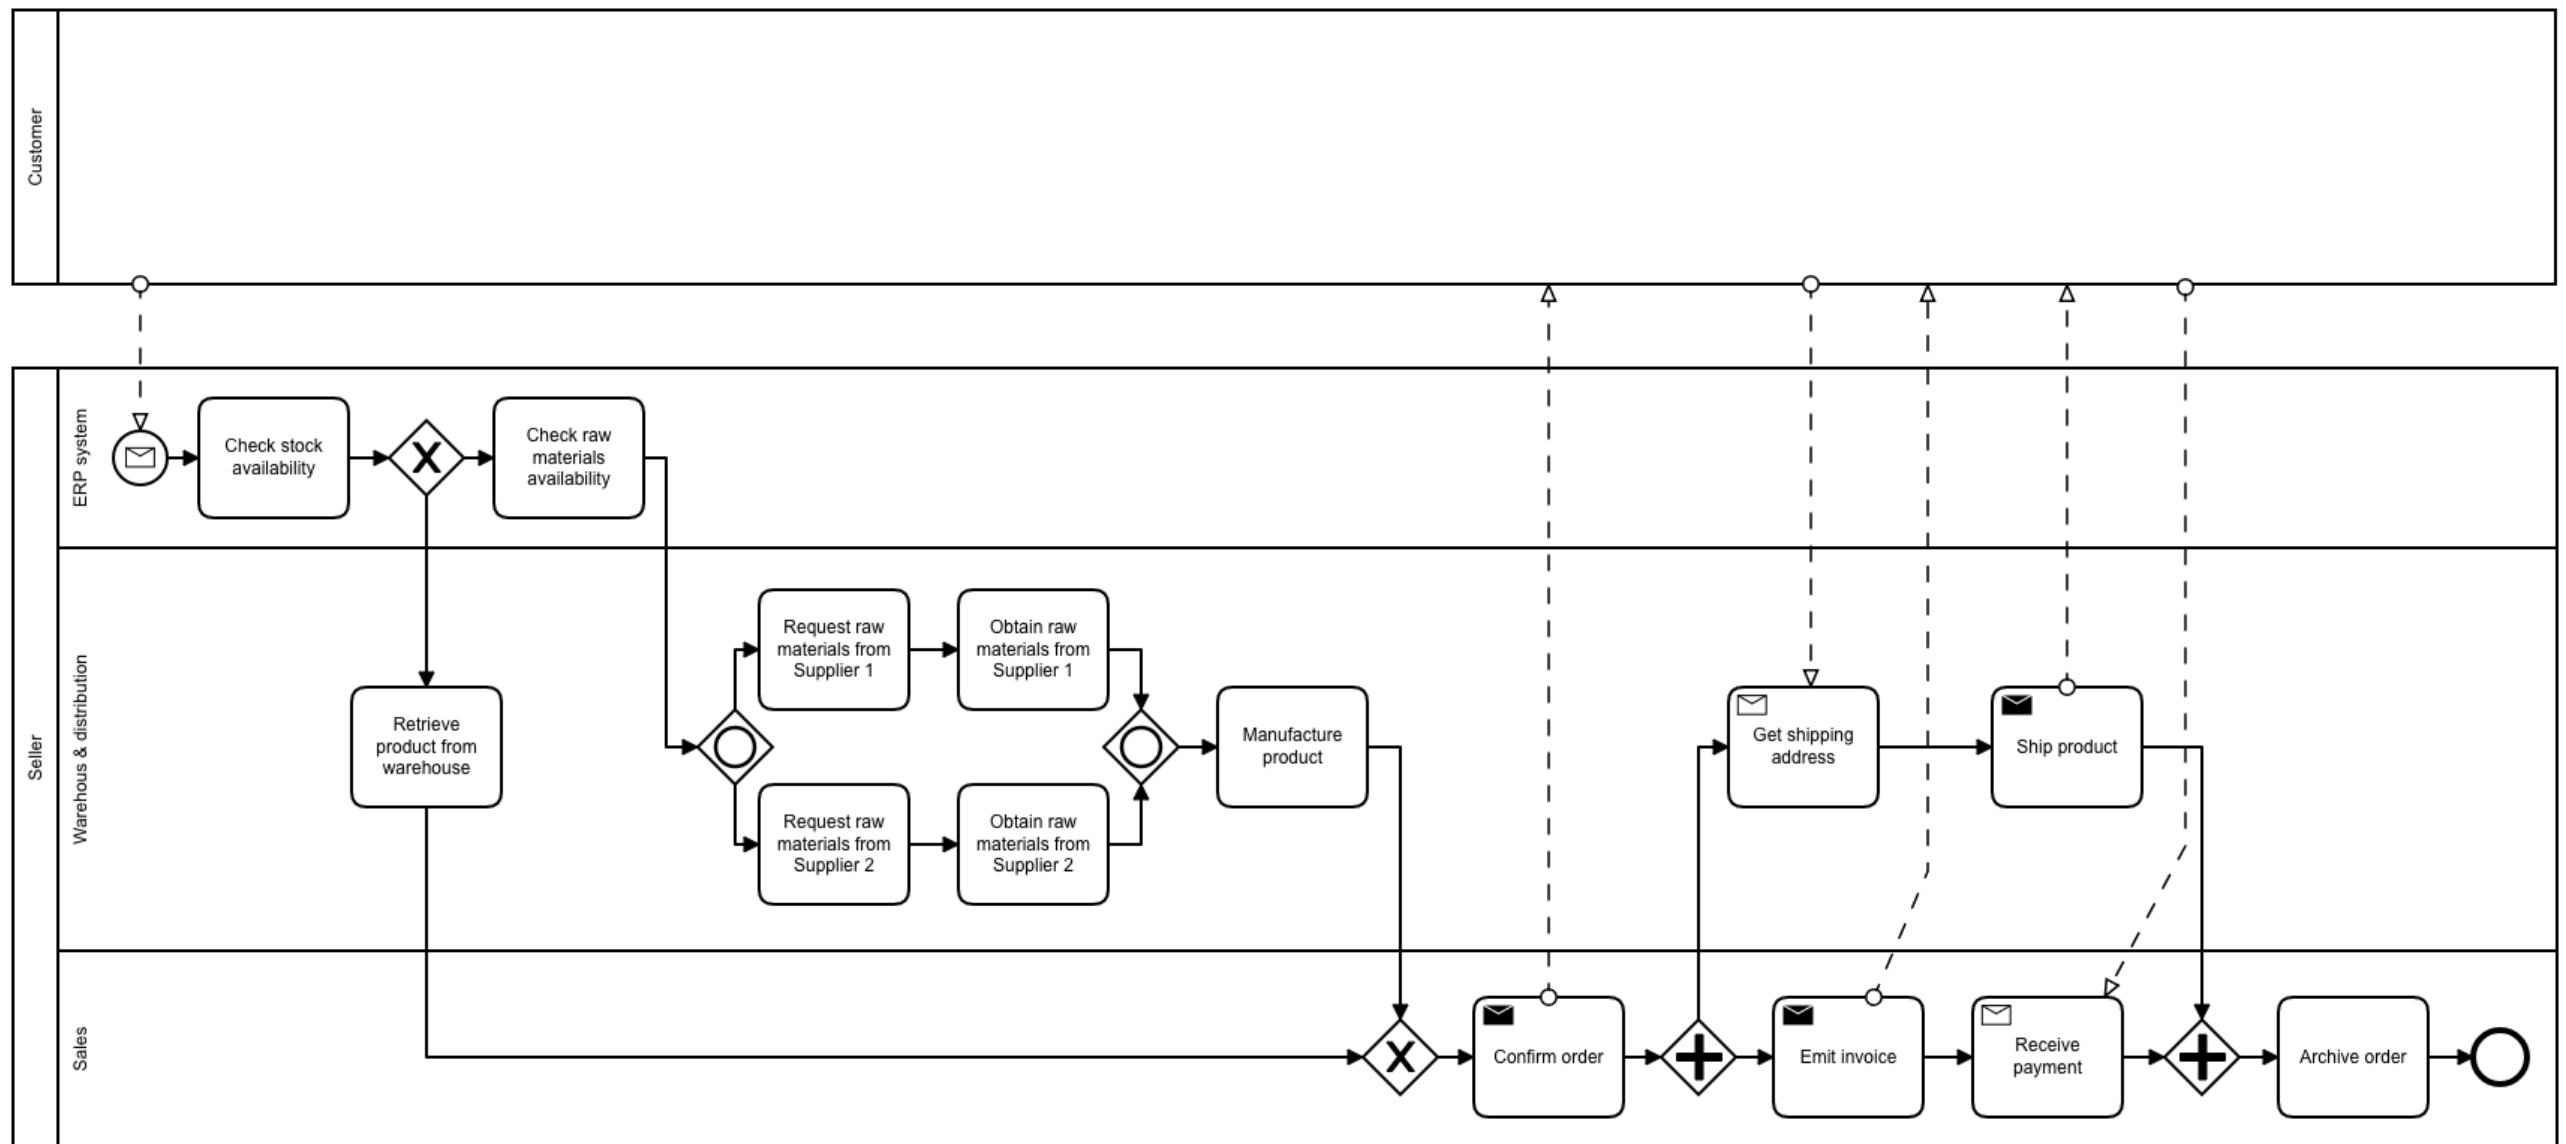 Customer
Seller
ERP system
Check stock
availability
X
Check raw
materials
availability
Warehous & distribution
Retrieve
product from
warehouse
Request raw
materials from
Supplier 1
Obtain raw
materials from
Supplier 1
Request raw
materials from
Supplier 2
Obtain raw
materials from
Supplier 2
Manufacture
product
Get shipping
address
Ship product
Sales
X
Confirm order
Emit invoice
Receive
payment
Archive order